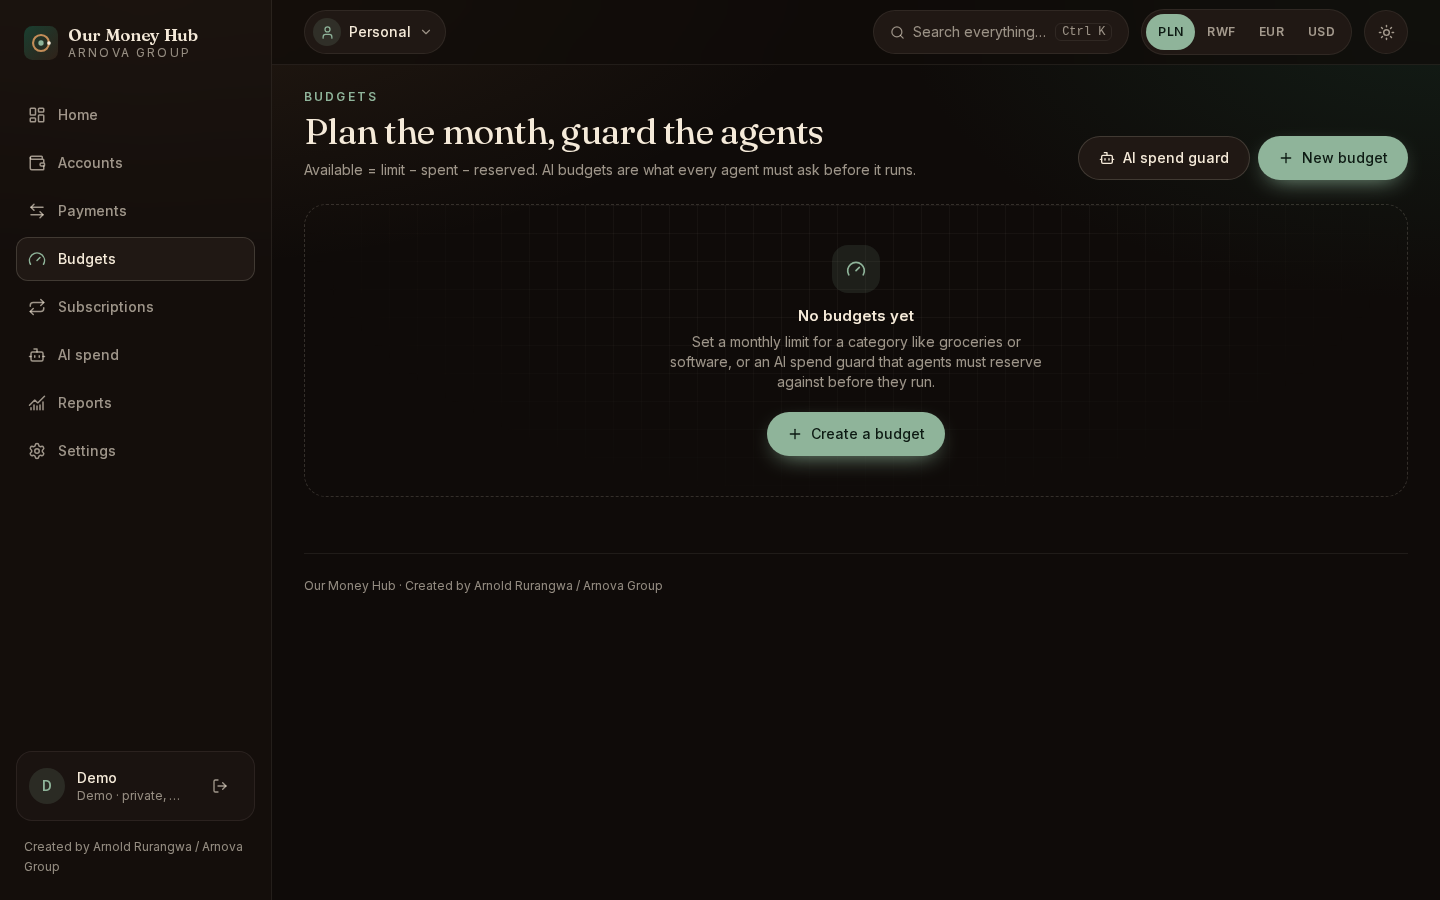 Our Money Hub
ARNOVA GROUP
Home
Accounts
Payments
Budgets
Subscriptions
AI spend
Reports
Settings
D
Demo
Demo · private, ...
Created by Arnold Rurangwa / Arnova
Group
Personal
Search everything... Ctrl K
PLN RWF EUR USD
BUDGETS
Plan the month, guard the agents
Available = limit − spent − reserved. AI budgets are what every agent must ask before it runs.
AI spend guard
New budget
No budgets yet
Set a monthly limit for a category like groceries or
software, or an AI spend guard that agents must reserve
against before they run.
Create a budget
Our Money Hub · Created by Arnold Rurangwa / Arnova Group